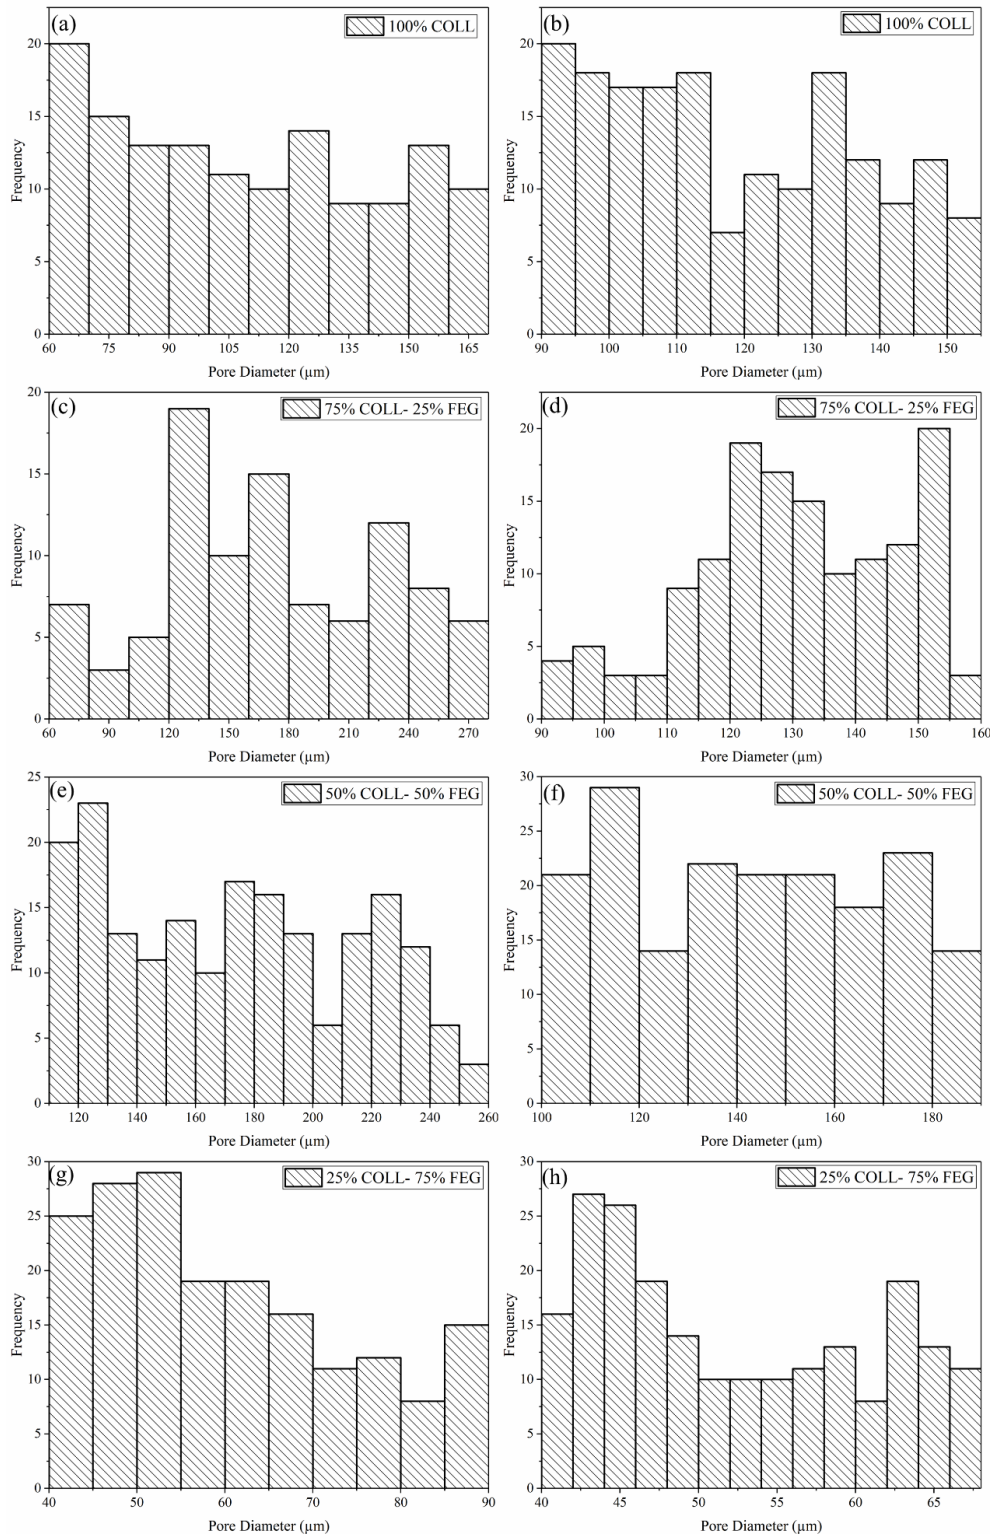 (a)
100% COLL
Frequency
20
15
10
5
0
60 75 90 105 120 135 150 165
Pore Diameter (µm)
(b)
100% COLL
Frequency
20
15
10
5
0
90 100 110 120 130 140 150
Pore Diameter (µm)
(c)
75% COLL- 25% FEG
Frequency
20
15
10
5
0
60 90 120 150 180 210 240 270
Pore Diameter (µm)
(d)
75% COLL- 25% FEG
Frequency
20
15
10
5
0
90 100 110 120 130 140 150 160
Pore Diameter (µm)
(e)
50% COLL- 50% FEG
Frequency
25
20
15
10
5
0
120 140 160 180 200 220 240 260
Pore Diameter (µm)
(f)
50% COLL- 50% FEG
Frequency
30
25
20
15
10
5
0
100 120 140 160 180
Pore Diameter (µm)
(g)
25% COLL- 75% FEG
Frequency
30
25
20
15
10
5
0
40 50 60 70 80 90
Pore Diameter (µm)
(h)
25% COLL- 75% FEG
Frequency
30
25
20
15
10
5
0
40 45 50 55 60 65
Pore Diameter (µm)